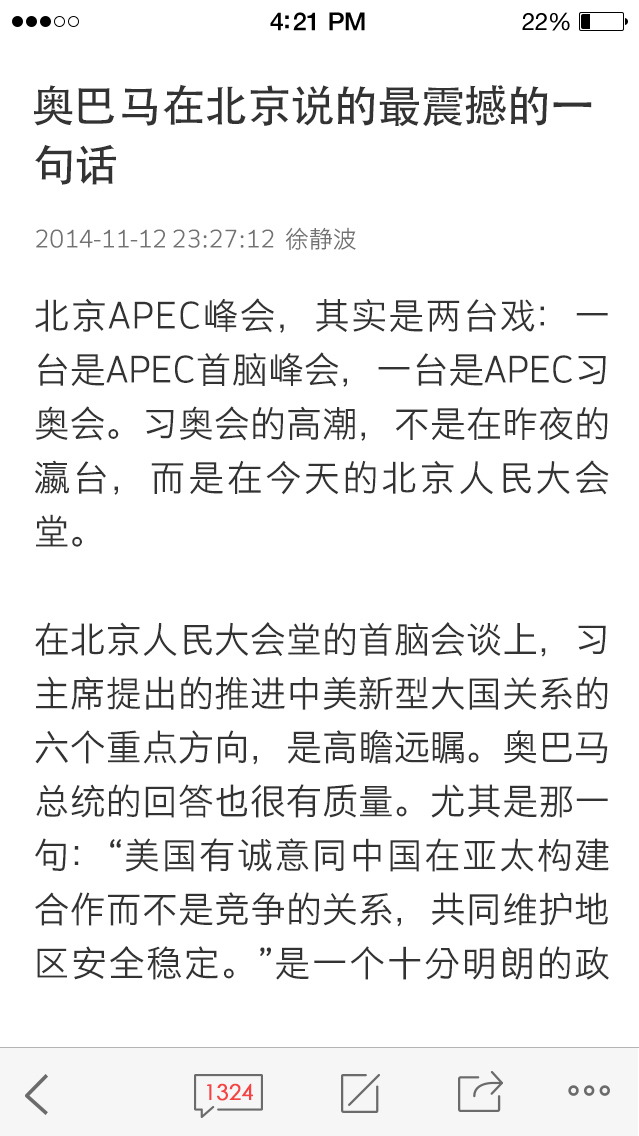 4:21 PM
22%
奥巴马在北京说的最震撼的一
句话
2014-11-12 23:27:12 徐静波
北京APEC峰会，其实是两台戏：一
台是APEC首脑峰会，一台是APEC习
奥会。习奥会的高潮，不是在昨夜的
瀛台，而是在今天的北京人民大会
堂。
在北京人民大会堂的首脑会谈上，习
主席提出的推进中美新型大国关系的
六个重点方向，是高瞻远瞩。奥巴马
总统的回答也很有质量。尤其是那一
句：“美国有诚意同中国在亚太构建
合作而不是竞争的关系，共同维护地
区安全稳定。”是一个十分明朗的政
1324